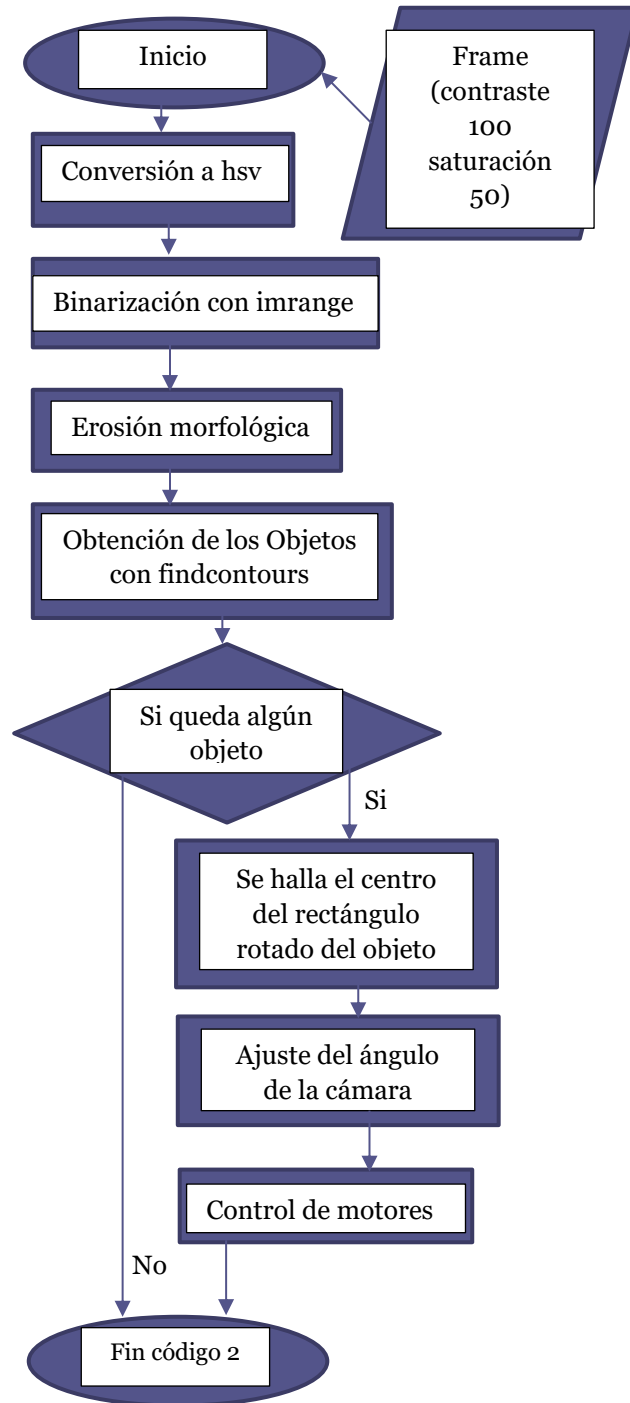 Inicio
Frame
(contraste
100
saturación
50)
Conversión a hsv
Binarización con imrange
Erosión morfológica
Obtención de los Objetos
con findcontours
Si queda algún
objeto
Si
Se halla el centro
del rectángulo
rotado del objeto
Ajuste del ángulo
de la cámara
Control de motores
No
Fin código 2